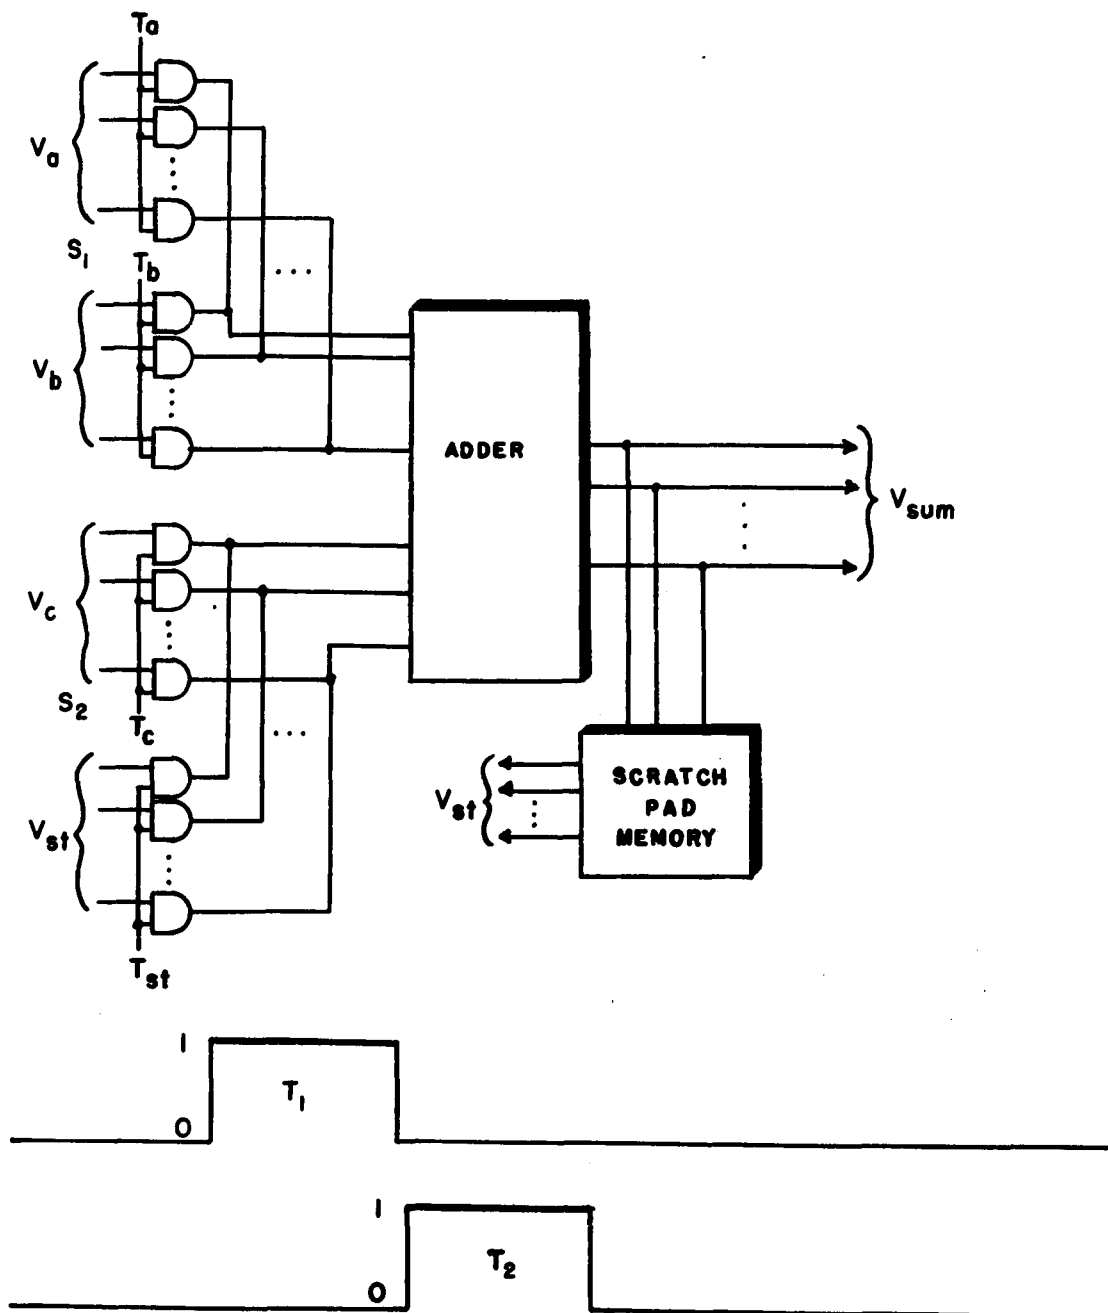 Ta
Va
S1
Tb
Vb
ADDER
Vsum
Vc
S2
Tc
Vst
Vst
SCRATCH
PAD
MEMORY
Tst
1
T1
0
1
T2
0